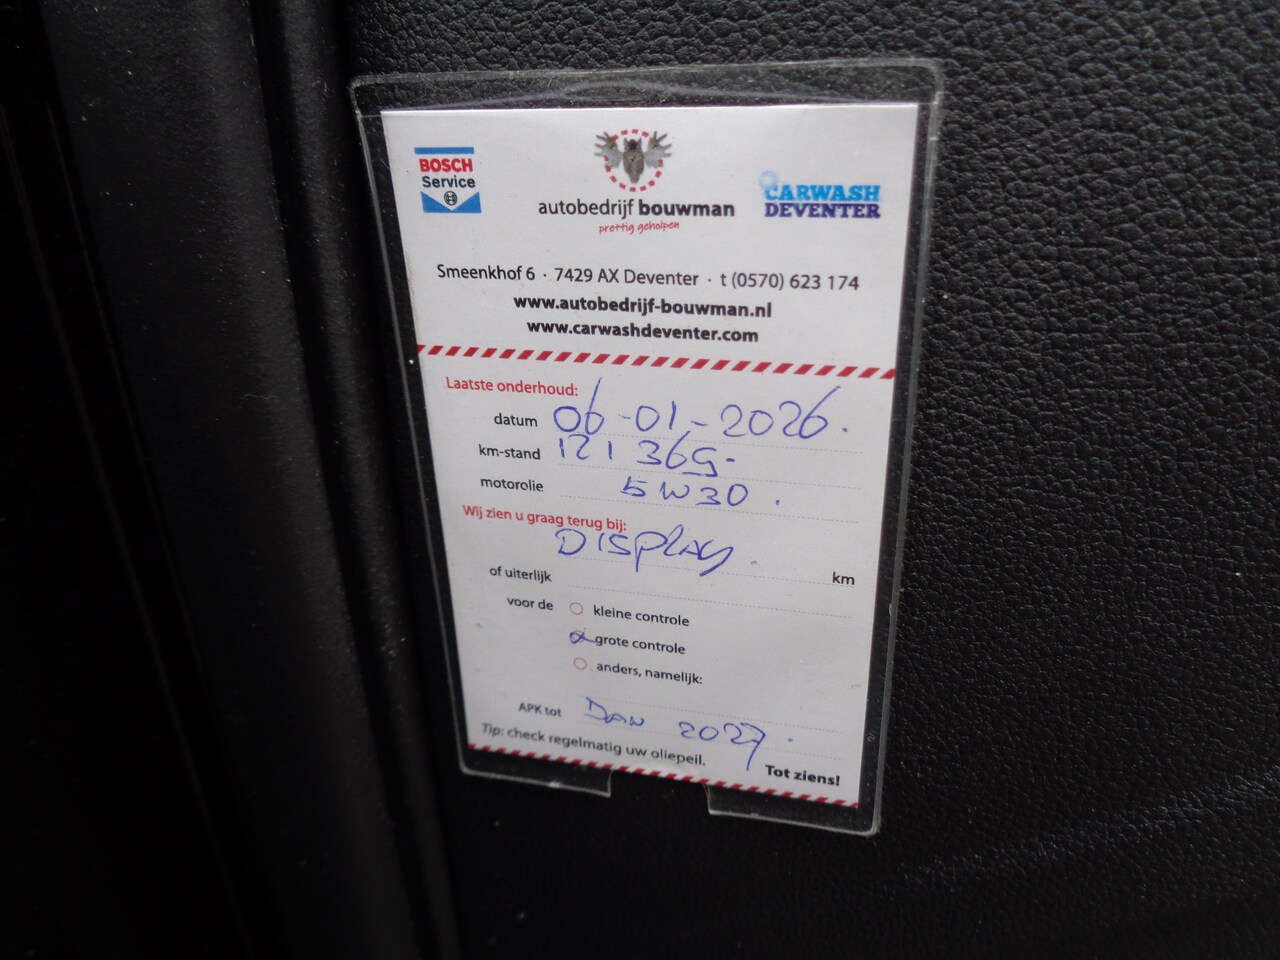 BOSCH
Service
autobedrijf bouwman
prettig geholpen
CARWASH
DEVENTER
Smeenkhof 6 · 7429 AX Deventer · t (0570) 623 174
www.autobedrijf-bouwman.nl
www.carwashdeventer.com
Laatste onderhoud:
datum 06-01-2026.
km-stand 121 365-
motorolie 5W30.
Wij zien u graag terug bij:
DISplAy. km
of uiterlijk
voor de kleine controle
grote controle
anders, namelijk:
APK tot JAN 2027.
Tip: check regelmatig uw oliepeil.
Tot ziens!